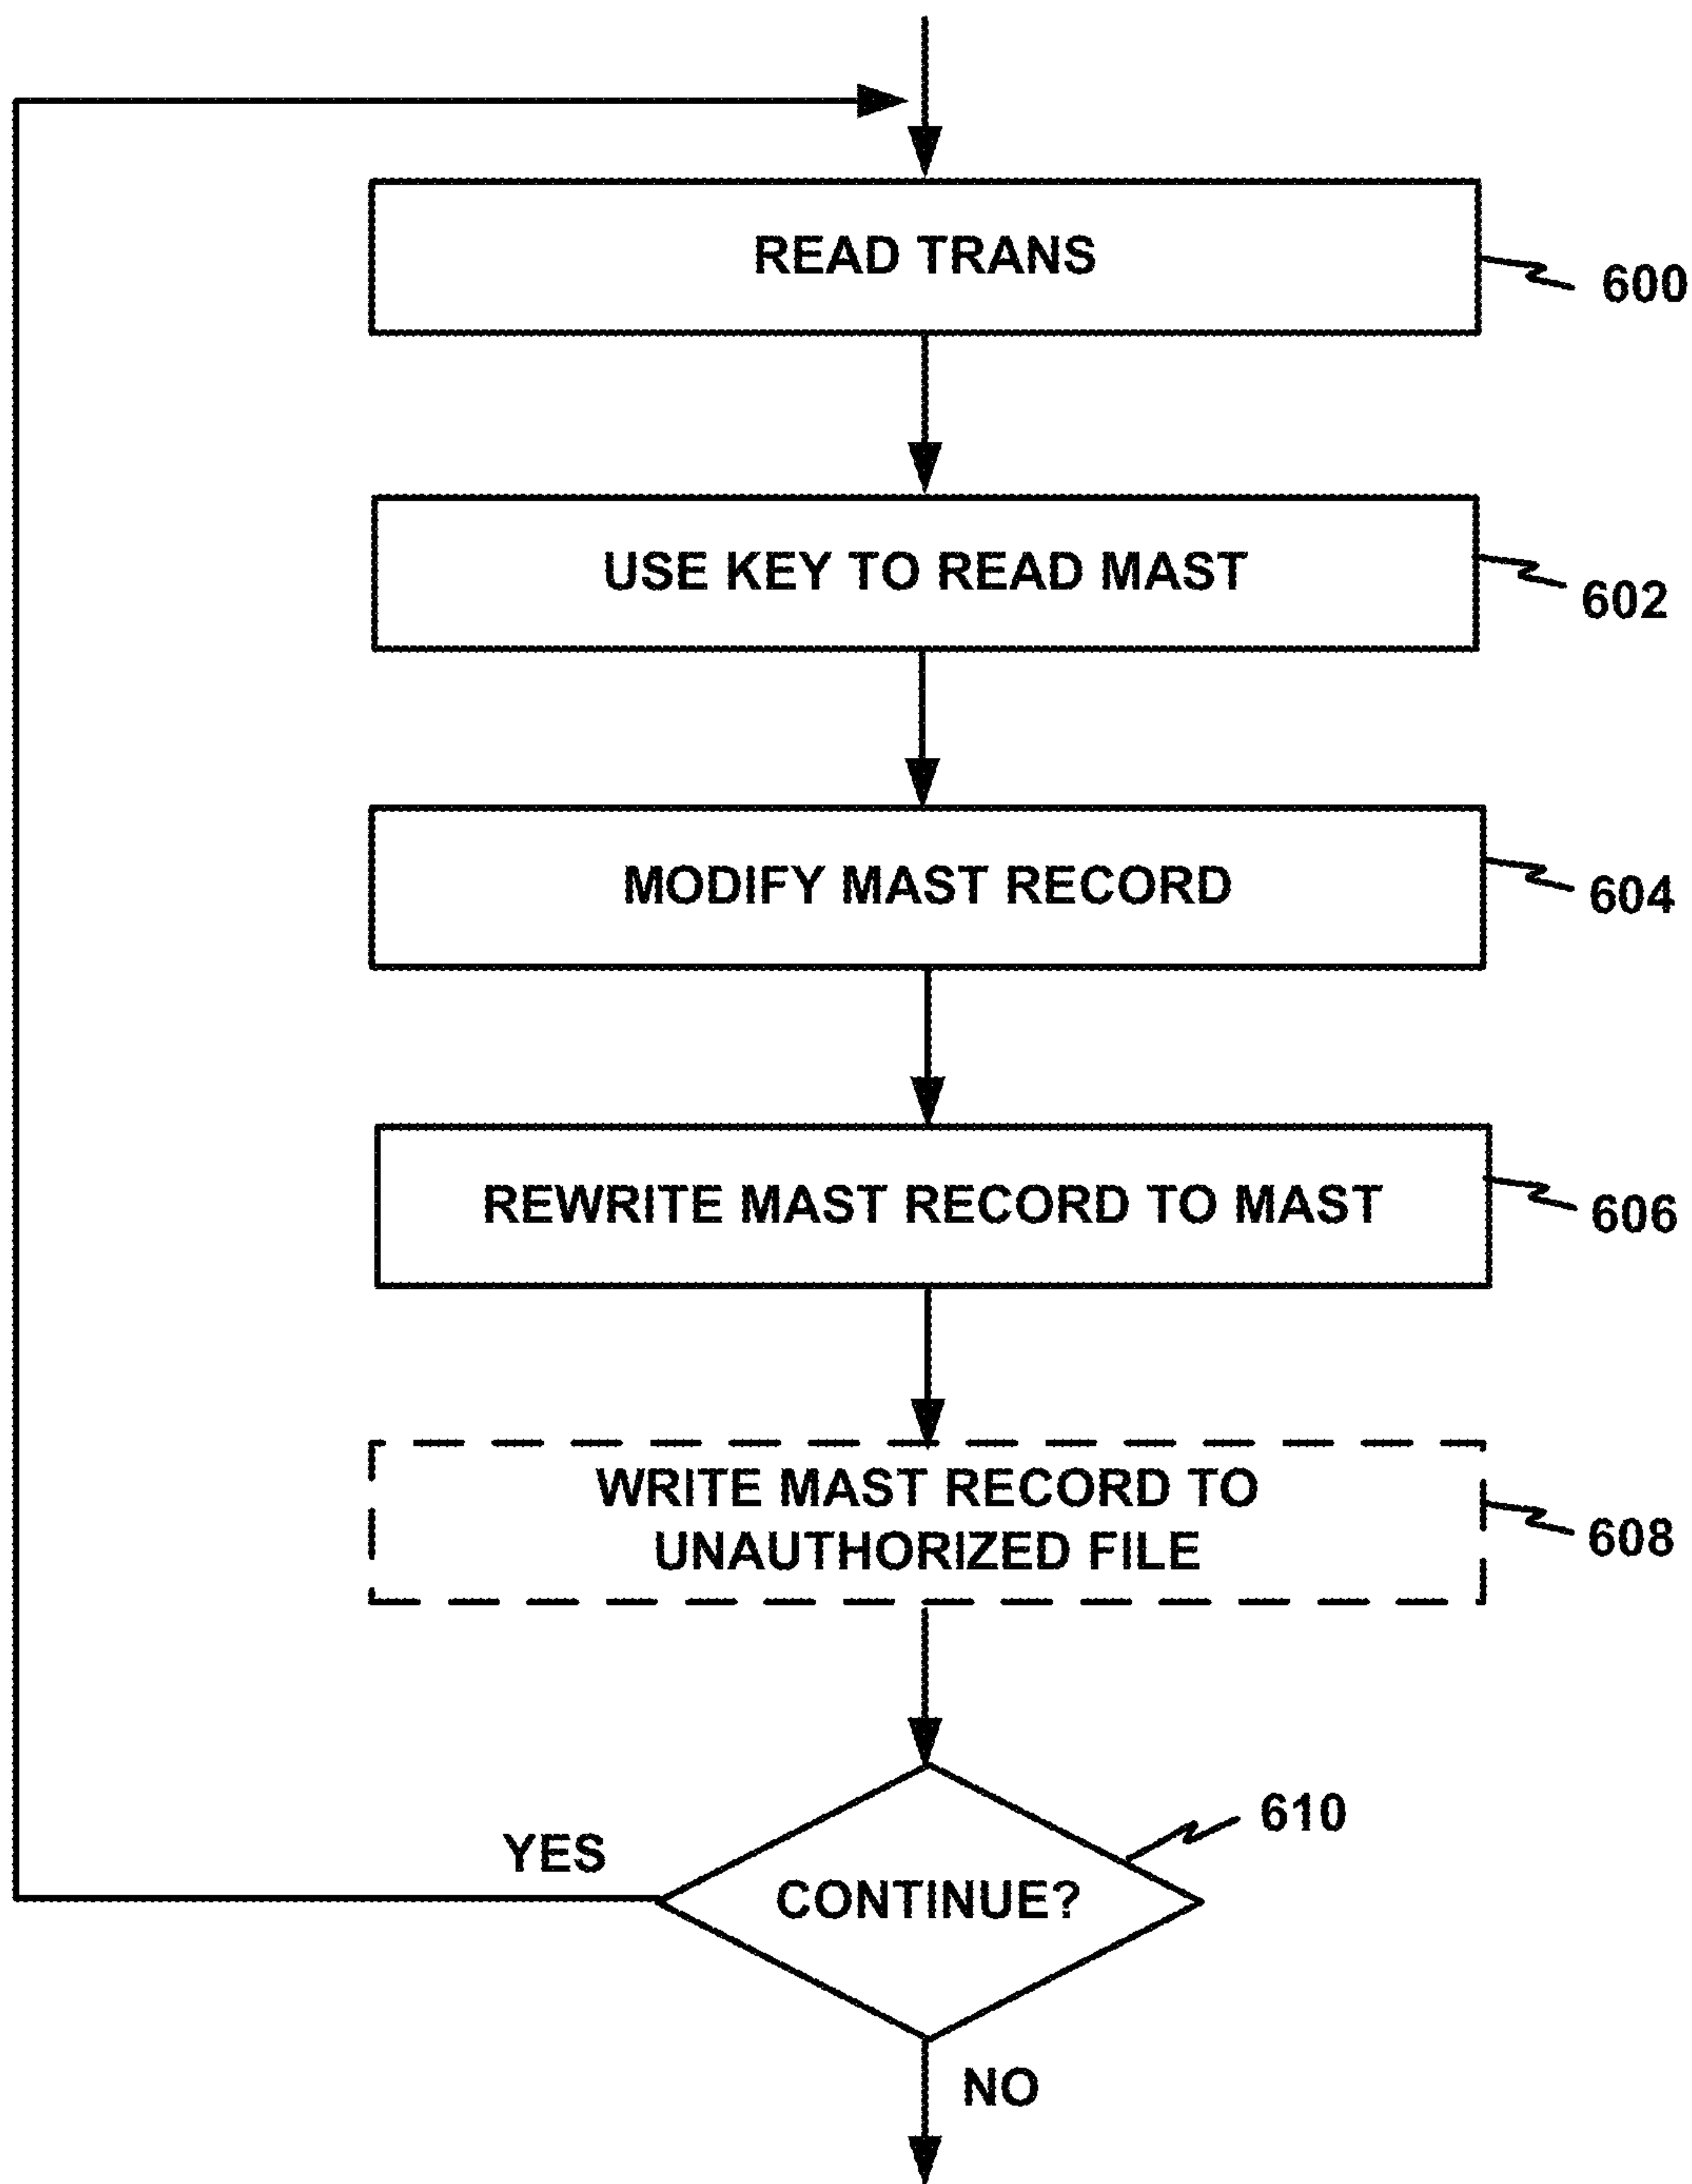 READ TRANS
600
USE KEY TO READ MAST
602
MODIFY MAST RECORD
604
REWRITE MAST RECORD TO MAST
606
WRITE MAST RECORD TO
UNAUTHORIZED FILE
608
610
YES
CONTINUE?
NO